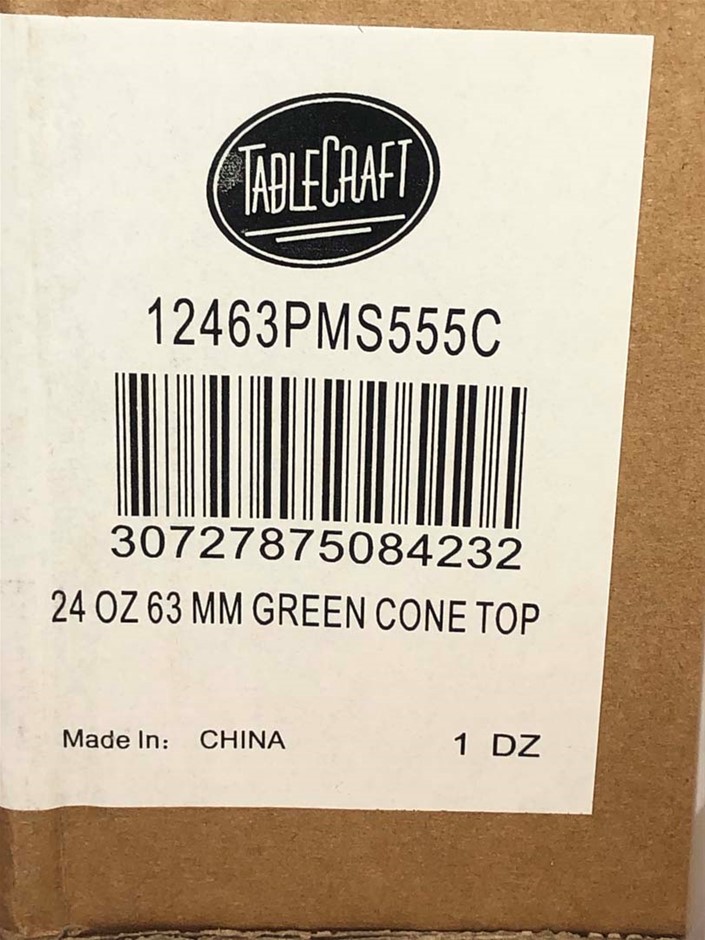 TABLECRAFT
12463PMS555C
30727875084232
24 OZ 63 MM GREEN CONE TOP
Made In: CHINA 1 DZ